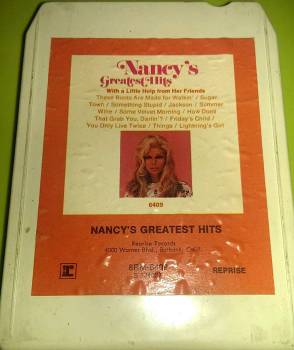 Nancy's
Greatest Hits
With a Little Help from Her Friends
These Boots Are Made for Walkin' / Sugar
Town / Something Stupid / Jackson / Summer
Wine / Some Velvet Morning / How Does
That Grab You, Darlin'? / Friday's Child /
You Only Live Twice / Things / Lightning's Girl
6409
NANCY'S GREATEST HITS
Reprise Records
4000 Warner Blvd., Burbank, Calif.
REPRISE